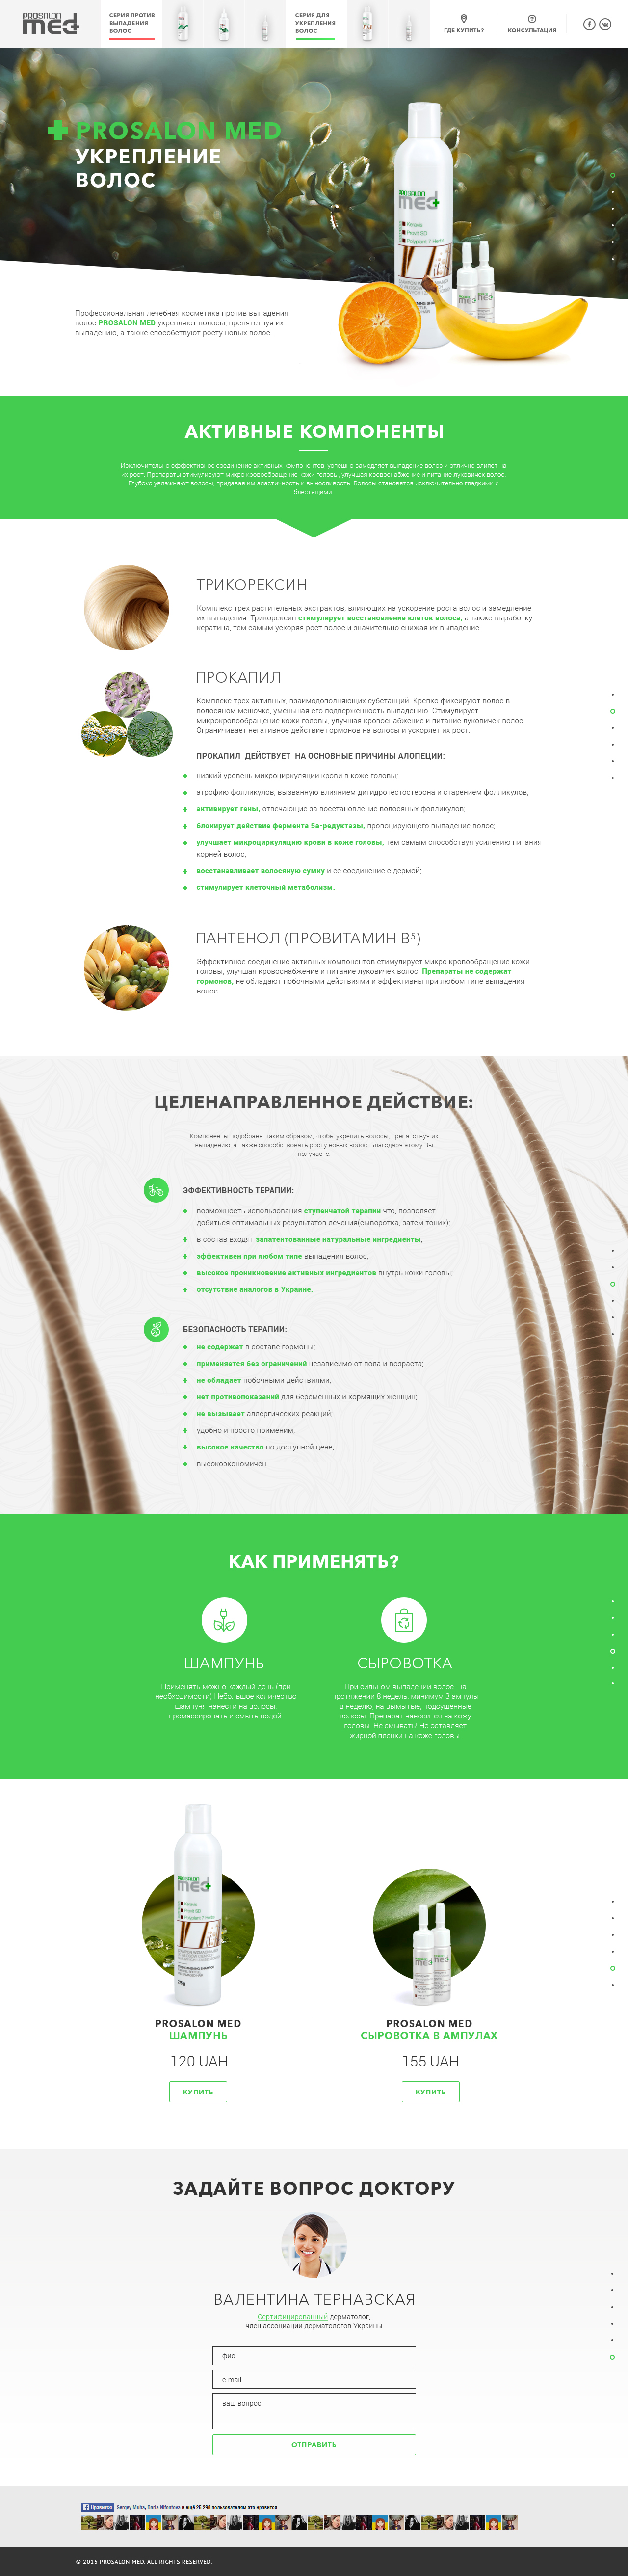 PROSALON
med
СЕРИЯ ПРОТИВ
ВЫПАДЕНИЯ
ВОЛОС
СЕРИЯ ДЛЯ
УКРЕПЛЕНИЯ
ВОЛОС
ГДЕ КУПИТЬ?
КОНСУЛЬТАЦИЯ
PROSALON MED
УКРЕПЛЕНИЕ
ВОЛОС
PROSALON
med
Профессиональная лечебная косметика против выпадения
волос PROSALON MED укрепляют волосы, препятствуя их
выпадению, а также способствуют росту новых волос.
АКТИВНЫЕ КОМПОНЕНТЫ
Исключительно эффективное соединение активных компонентов, успешно замедляет выпадение волос и отлично влияет на
их рост. Препараты стимулируют микро кровообращение кожи головы, улучшая кровоснабжение и питание луковичек волос.
Глубоко увлажняют волосы, придавая им эластичность и выносливость. Волосы становятся исключительно гладкими и
блестящими.
ТРИКОРЕКСИН
Комплекс трех растительных экстрактов, влияющих на ускорение роста волос и замедление
их выпадения. Трикорексин стимулирует восстановление клеток волоса, а также выработку
кератина, тем самым ускоряя рост волос и значительно снижая их выпадение.
ПРОКАПИЛ
Комплекс трех активных, взаимодополняющих субстанций. Крепко фиксируют волос в
волосяном мешочке, уменьшая его подверженность выпадению. Стимулирует
микрокровообращение кожи головы, улучшая кровоснабжение и питание луковичек волос.
Ограничивает негативное действие гормонов на волосы и ускоряет их рост.
ПРОКАПИЛ ДЕЙСТВУЕТ НА ОСНОВНЫЕ ПРИЧИНЫ АЛОПЕЦИИ:
низкий уровень микроциркуляции крови в коже головы;
атрофию фолликулов, вызванную влиянием дигидротестостерона и старением фолликулов;
активирует гены, отвечающие за восстановление волосяных фолликулов;
блокирует действие фермента 5а-редуктазы, провоцирующего выпадение волос;
улучшает микроциркуляцию крови в коже головы, тем самым способствуя усилению питания
корней волос;
восстанавливает волосяную сумку и ее соединение с дермой;
стимулирует клеточный метаболизм.
ПАНТЕНОЛ (ПРОВИТАМИН B⁵)
Эффективное соединение активных компонентов стимулирует микро кровообращение кожи
головы, улучшая кровоснабжение и питание луковичек волос. Препараты не содержат
гормонов, не обладают побочными действиями и эффективны при любом типе выпадения
волос.
ЦЕЛЕНАПРАВЛЕННОЕ ДЕЙСТВИЕ:
Компоненты подобраны таким образом, чтобы укрепить волосы, препятствуя их
выпадению, а также способствовать росту новых волос. Благодаря этому Вы
получаете:
ЭФФЕКТИВНОСТЬ ТЕРАПИИ:
возможность использования ступенчатой терапии что, позволяет
добиться оптимальных результатов лечения(сыворотка, затем тоник);
в состав входят запатентованные натуральные ингредиенты;
эффективен при любом типе выпадения волос;
высокое проникновение активных ингредиентов внутрь кожи головы;
отсутствие аналогов в Украине.
БЕЗОПАСНОСТЬ ТЕРАПИИ:
не содержат в составе гормоны;
применяется без ограничений независимо от пола и возраста;
не обладает побочными действиями;
нет противопоказаний для беременных и кормящих женщин;
не вызывает аллергических реакций;
удобно и просто применим;
высокое качество по доступной цене;
высокоэкономичен.
КАК ПРИМЕНЯТЬ?
ШАМПУНЬ
СЫРОВОТКА
Применять можно каждый день (при
необходимости) Небольшое количество
шампуня нанести на волосы,
промассировать и смыть водой.
При сильном выпадении волос- на
протяжении 8 недель, минимум 3 ампулы
в неделю, на вымытые, подсушенные
волосы. Препарат наносится на кожу
головы. Не смывать! Не оставляет
жирной пленки на коже головы.
PROSALON
med
PROSALON MED
ШАМПУНЬ
120 UAH
КУПИТЬ
PROSALON MED
СЫРОВОТКА В АМПУЛАХ
155 UAH
КУПИТЬ
ЗАДАЙТЕ ВОПРОС ДОКТОРУ
ВАЛЕНТИНА ТЕРНАВСКАЯ
Сертифицированный дерматолог,
член ассоциации дерматологов Украины
фио
e-mail
ваш вопрос
ОТПРАВИТЬ
Нравится Sergey Muha, Daria Nifontova и ещё 25 298 пользователям это нравится.
© 2015 PROSALON MED. ALL RIGHTS RESERVED.